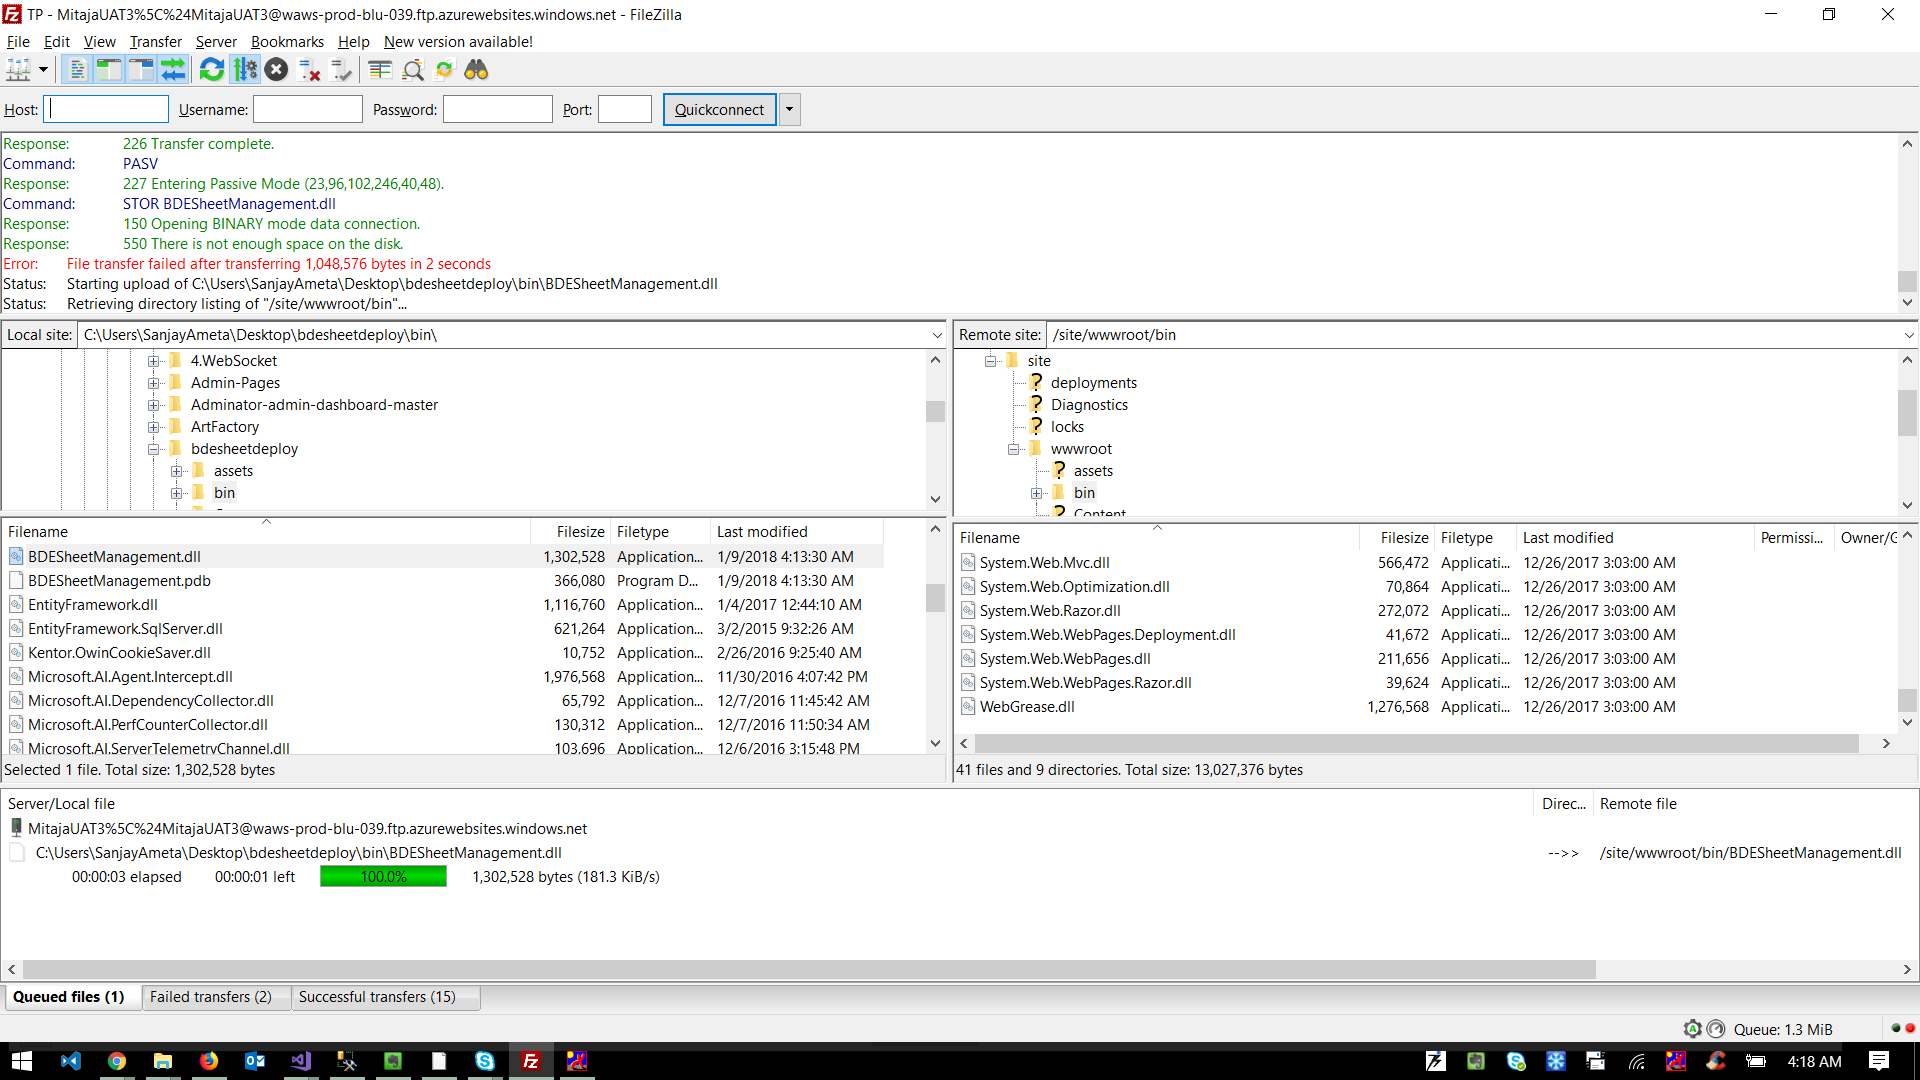 TP - MitajaUAT3%5C%24MitajaUAT3@waws-prod-blu-039.ftp.azurewebsites.windows.net - FileZilla
File Edit View Transfer Server Bookmarks Help New version available!
Host: Username: Password: Port: Quickconnect
Response: 226 Transfer complete.
Command: PASV
Response: 227 Entering Passive Mode (23,96,102,246,40,48).
Command: STOR BDESheetManagement.dll
Response: 150 Opening BINARY mode data connection.
Response: 550 There is not enough space on the disk.
Error: File transfer failed after transferring 1,048,576 bytes in 2 seconds
Status: Starting upload of C:\Users\SanjayAmeta\Desktop\bdesheetdeploy\bin\BDESheetManagement.dll
Status: Retrieving directory listing of "/site/wwwroot/bin"...
Local site: C:\Users\SanjayAmeta\Desktop\bdesheetdeploy\bin\
4.WebSocket
Admin-Pages
Adminator-admin-dashboard-master
ArtFactory
bdesheetdeploy
assets
bin
Filename Filesize Filetype Last modified
BDESheetManagement.dll 1,302,528 Application... 1/9/2018 4:13:30 AM
BDESheetManagement.pdb 366,080 Program D... 1/9/2018 4:13:30 AM
EntityFramework.dll 1,116,760 Application... 1/4/2017 12:44:10 AM
EntityFramework.SqlServer.dll 621,264 Application... 3/2/2015 9:32:26 AM
Kentor.OwinCookieSaver.dll 10,752 Application... 2/26/2016 9:25:40 AM
Microsoft.AI.Agent.Intercept.dll 1,976,568 Application... 11/30/2016 4:07:42 PM
Microsoft.AI.DependencyCollector.dll 65,792 Application... 12/7/2016 11:45:42 AM
Microsoft.AI.PerfCounterCollector.dll 130,312 Application... 12/7/2016 11:50:34 AM
Microsoft.AI.ServerTelemetryChannel.dll 103,696 Application... 12/6/2016 3:15:48 PM
Selected 1 file. Total size: 1,302,528 bytes
Remote site: /site/wwwroot/bin
site
deployments
Diagnostics
locks
wwwroot
assets
bin
Content
Filename Filesize Filetype Last modified Permissi... Owner/G
System.Web.Mvc.dll 566,472 Applicati... 12/26/2017 3:03:00 AM
System.Web.Optimization.dll 70,864 Applicati... 12/26/2017 3:03:00 AM
System.Web.Razor.dll 272,072 Applicati... 12/26/2017 3:03:00 AM
System.Web.WebPages.Deployment.dll 41,672 Applicati... 12/26/2017 3:03:00 AM
System.Web.WebPages.dll 211,656 Applicati... 12/26/2017 3:03:00 AM
System.Web.WebPages.Razor.dll 39,624 Applicati... 12/26/2017 3:03:00 AM
WebGrease.dll 1,276,568 Applicati... 12/26/2017 3:03:00 AM
41 files and 9 directories. Total size: 13,027,376 bytes
Server/Local file Direc... Remote file
MitajaUAT3%5C%24MitajaUAT3@waws-prod-blu-039.ftp.azurewebsites.windows.net
C:\Users\SanjayAmeta\Desktop\bdesheetdeploy\bin\BDESheetManagement.dll -->> /site/wwwroot/bin/BDESheetManagement.dll
00:00:03 elapsed 00:00:01 left 100.0% 1,302,528 bytes (181.3 KiB/s)
Queued files (1) Failed transfers (2) Successful transfers (15)
Queue: 1.3 MiB
4:18 AM